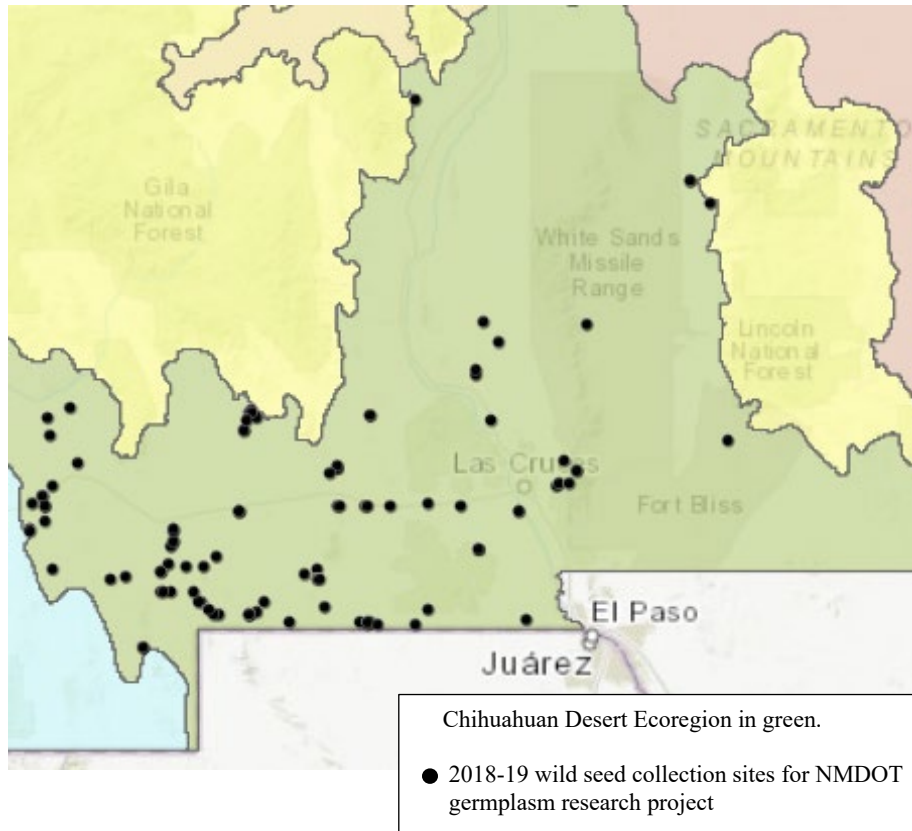 SACRAMENTO
MOUNTAINS
Gila
National
Forest
White Sands
Missile
Range
Lincoln
National
Forest
Las Cruces
Fort Bliss
El Paso
Juárez
Chihuahuan Desert Ecoregion in green.
2018-19 wild seed collection sites for NMDOT
germplasm research project